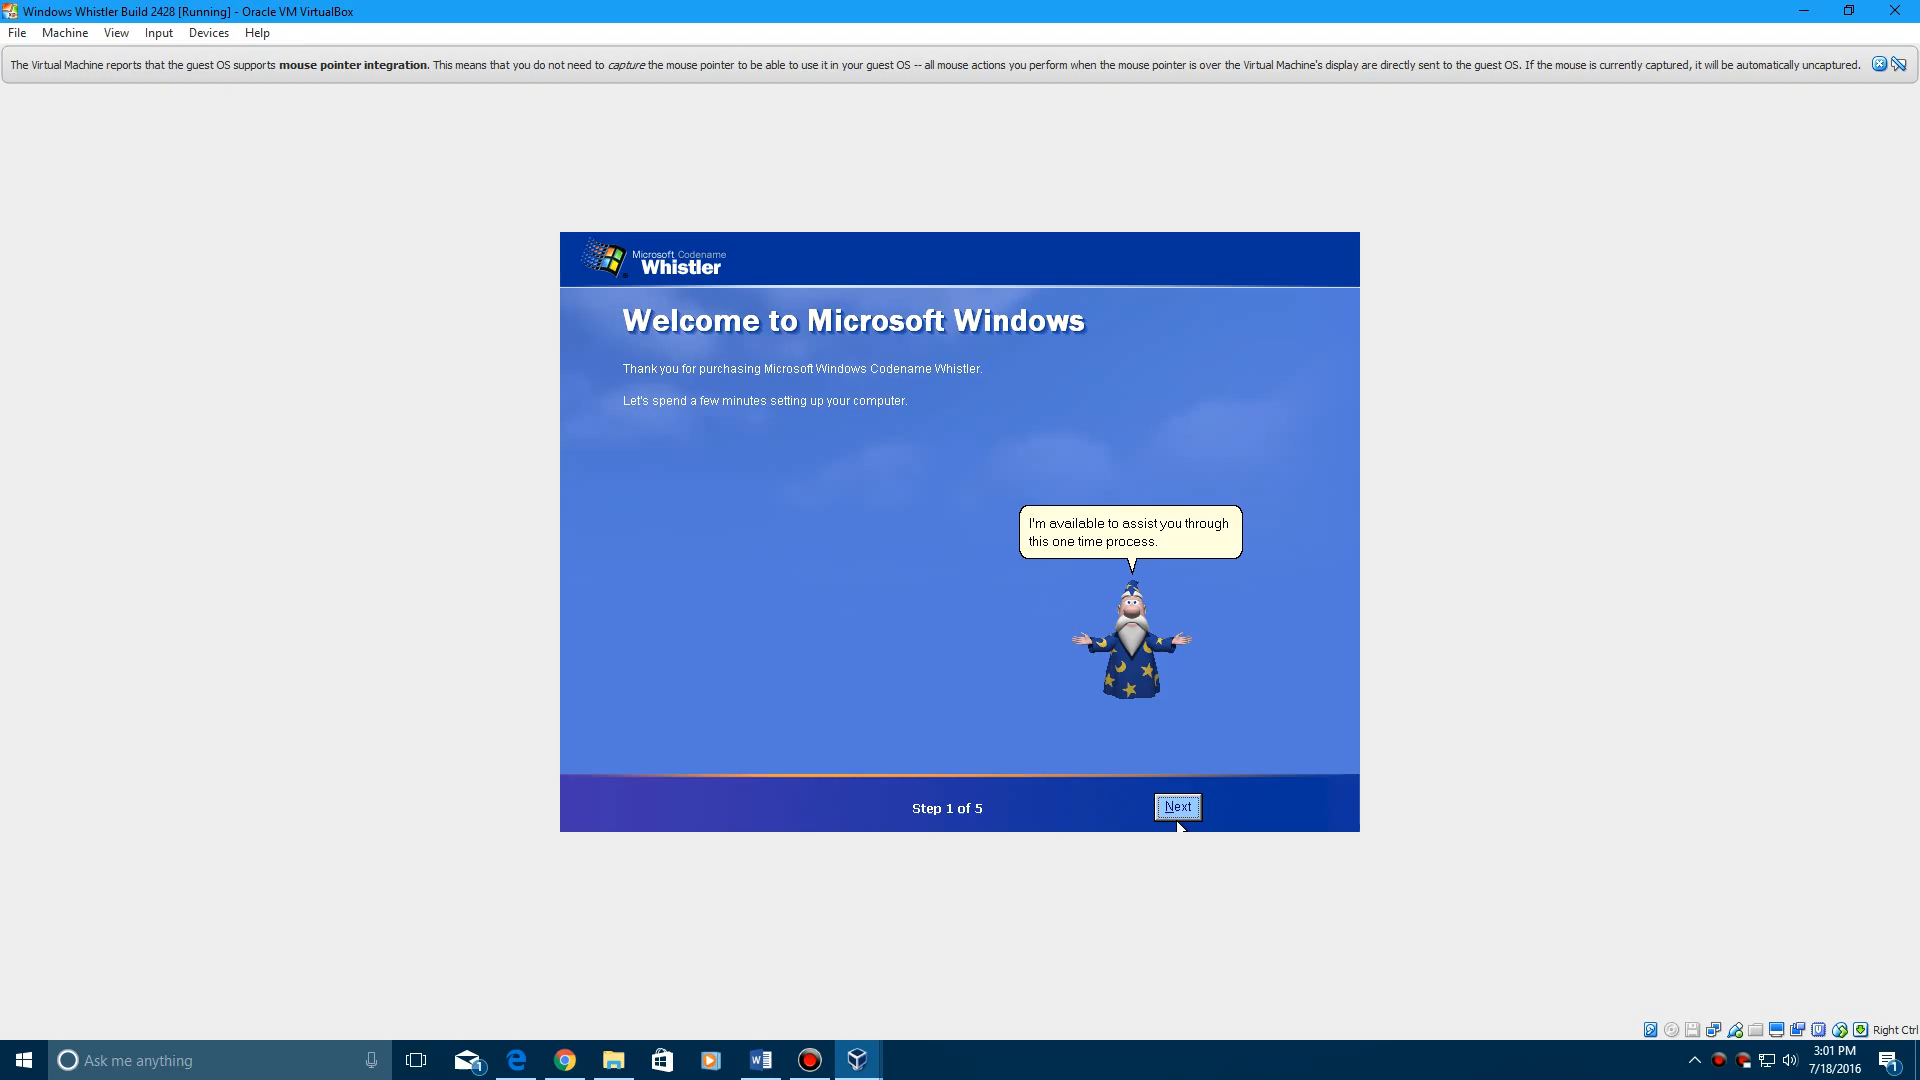 Windows Whistler Build 2428 [Running] - Oracle VM VirtualBox
File Machine View Input Devices Help
The Virtual Machine reports that the guest OS supports mouse pointer integration. This means that you do not need to capture the mouse pointer to be able to use it in your guest OS -- all mouse actions you perform when the mouse pointer is over the Virtual Machine's display are directly sent to the guest OS. If the mouse is currently captured, it will be automatically uncaptured.
Microsoft Codename
Whistler
Welcome to Microsoft Windows
Thank you for purchasing Microsoft Windows Codename Whistler.
Let's spend a few minutes setting up your computer.
I'm available to assist you through
this one time process.
Step 1 of 5
Next
Right Ctrl
Ask me anything
1
3:01 PM
7/18/2016
1